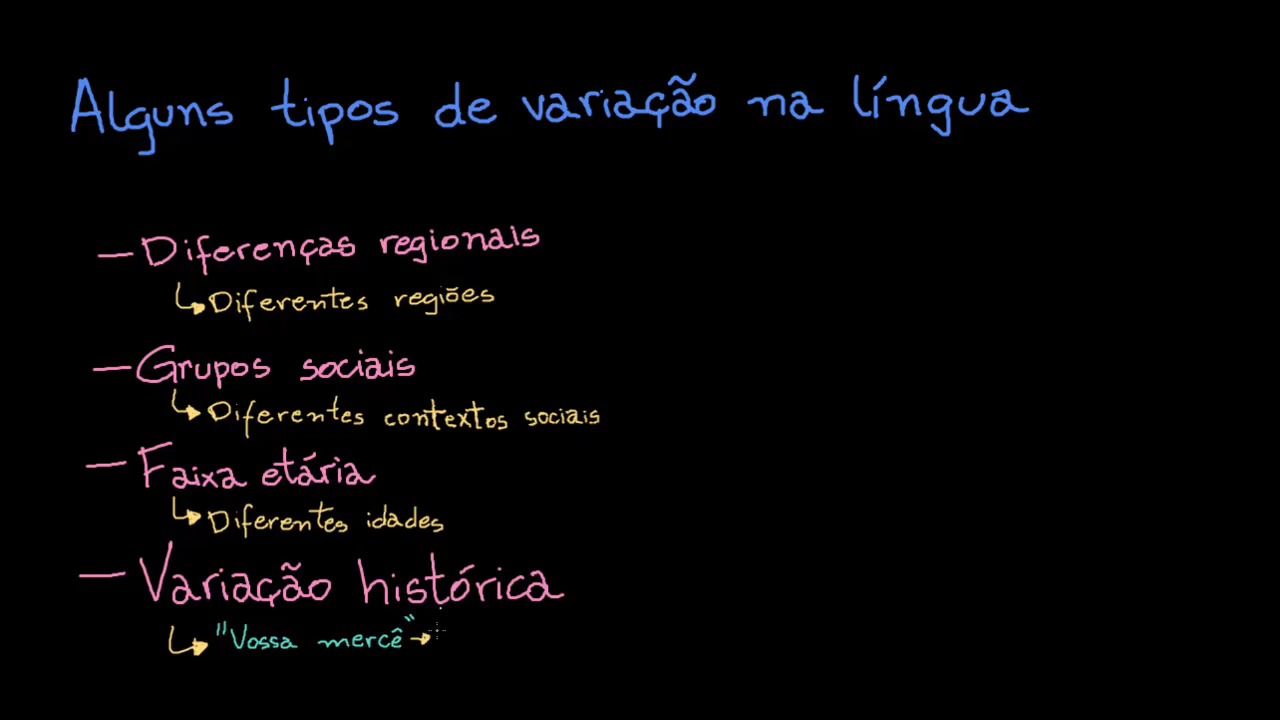 Alguns tipos de variação na língua
— Diferenças regionais
↳ Diferentes regiões
— Grupos sociais
↳ Diferentes contextos sociais
— Faixa etária
↳ Diferentes idades
— Variação histórica
↳ "Vossa mercê" →